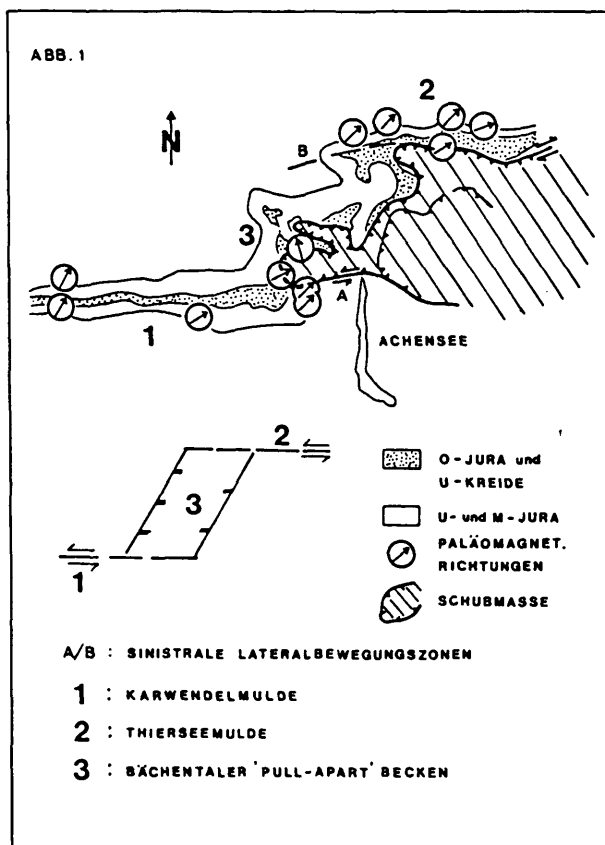 ABB. 1
2
N
B
3
A
1
ACHENSEE
2
3
1
O-JURA und
U-KREIDE
U- und M-JURA
PALÄOMAGNET.
RICHTUNGEN
SCHUBMASSE
A/B : SINISTRALE LATERALBEWEGUNGSZONEN
1 : KARWENDELMULDE
2 : THIERSEEMULDE
3 : BÄCHENTALER 'PULL-APART' BECKEN